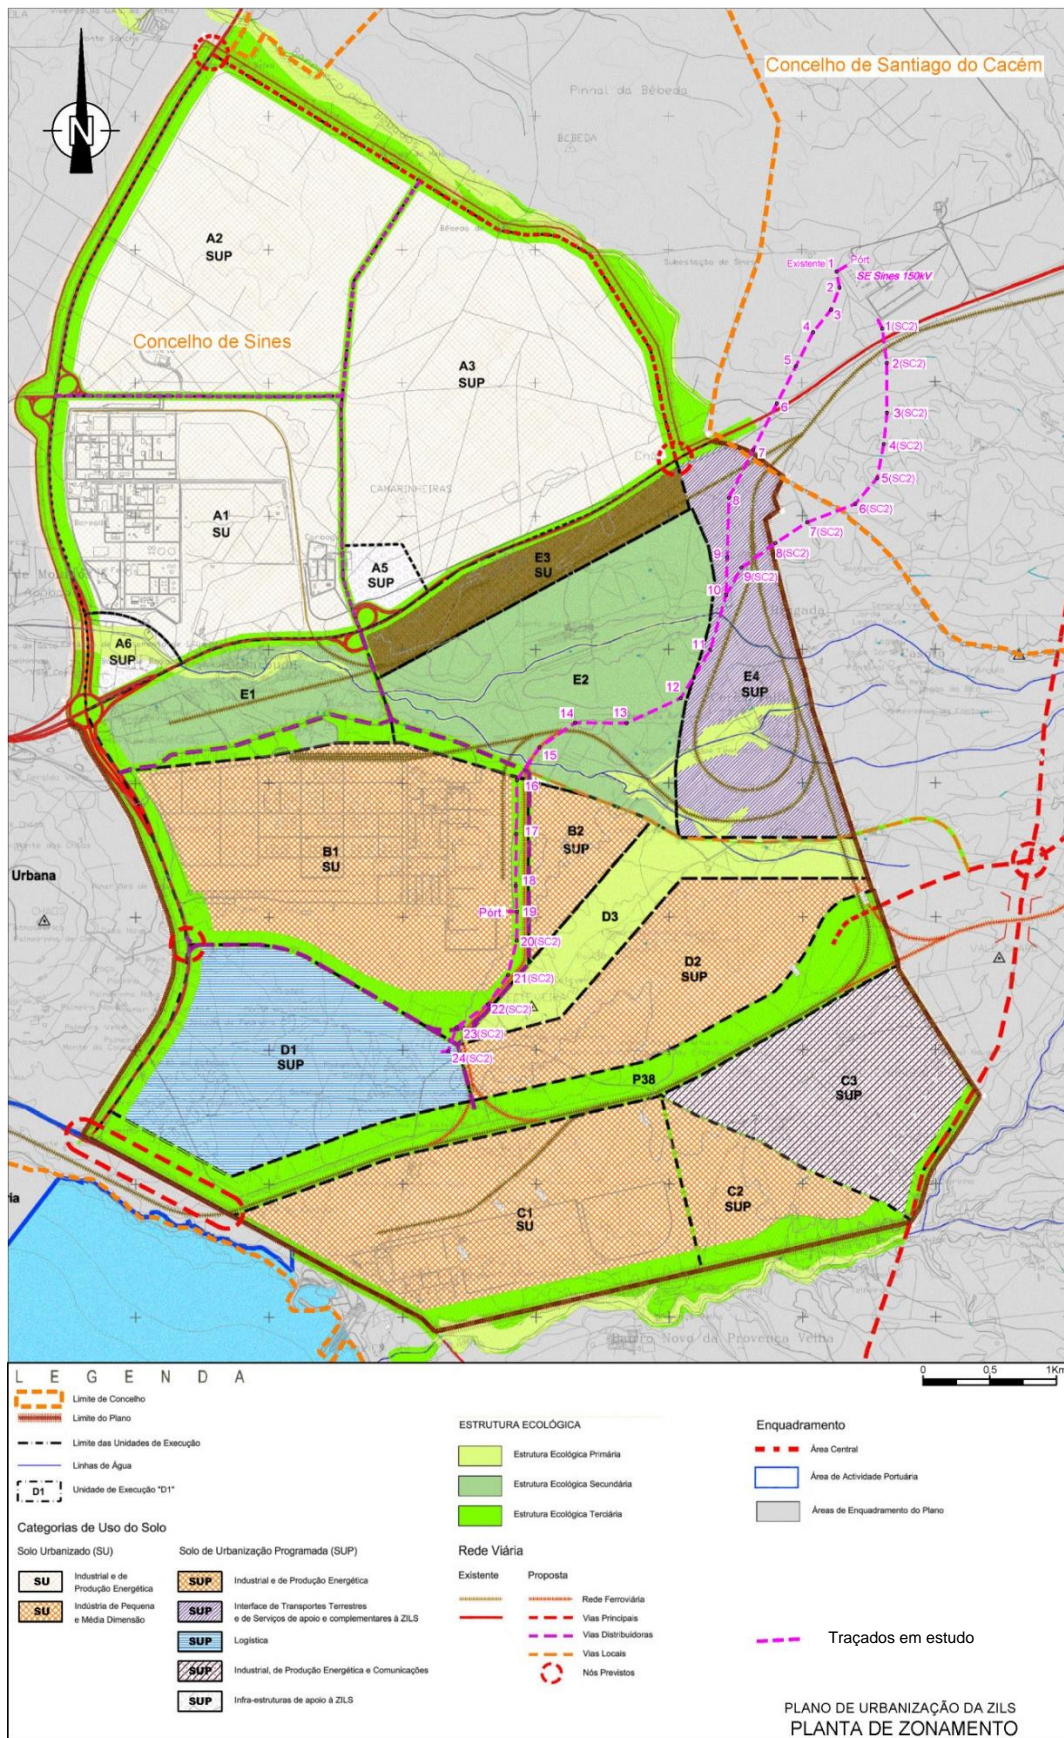 Concelho de Santiago do Cacém
Pinhal da Bêbeda
BEBEDA
N
A2
SUP
Subestação de Sines
Existente 1
Pórt
SE Sines 150kV
2
3
4
5
6
7
8
9
10
11
12
13
14
15
16
17
18
19
Pórt.
1(SC2)
2(SC2)
3(SC2)
4(SC2)
5(SC2)
6(SC2)
7(SC2)
8(SC2)
9(SC2)
Concelho de Sines
A3
SUP
CAMARINHEIRAS
A1
SU
E3
SU
A5
SUP
A6
SUP
E1
E2
E4
SUP
B1
SU
B2
SUP
Urbana
D3
D2
SUP
20(SC2)
21(SC2)
22(SC2)
23(SC2)
24(SC2)
D1
SUP
P38
C3
SUP
C1
SU
C2
SUP
ria
Bairro Novo da Provença Velha
L E G E N D A
0 0,5 1Km
Limite de Concelho
Limite do Plano
Limite das Unidades de Execução
Linhas de Água
D1 Unidade de Execução "D1"
Categorias de Uso do Solo
Solo Urbanizado (SU)
SU Industrial e de
Produção Energética
SU Indústria de Pequena
e Média Dimensão
Solo de Urbanização Programada (SUP)
SUP Industrial e de Produção Energética
SUP Interface de Transportes Terrestres
e de Serviços de apoio e complementares à ZILS
SUP Logística
SUP Industrial, de Produção Energética e Comunicações
SUP Infra-estruturas de apoio à ZILS
ESTRUTURA ECOLÓGICA
Estrutura Ecológica Primária
Estrutura Ecológica Secundária
Estrutura Ecológica Terciária
Rede Viária
Existente Proposta
Rede Ferroviária
Vias Principais
Vias Distribuidoras
Vias Locais
Nós Previstos
Enquadramento
Área Central
Área de Actividade Portuária
Áreas de Enquadramento do Plano
Traçados em estudo
PLANO DE URBANIZAÇÃO DA ZILS
PLANTA DE ZONAMENTO